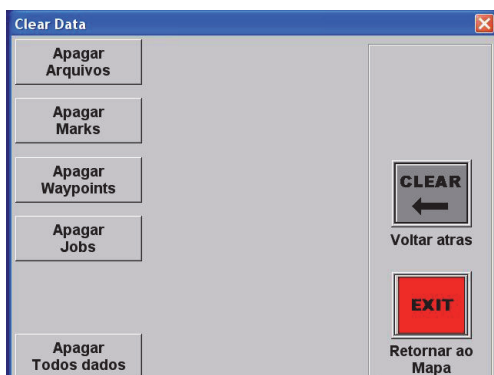 Clear Data
Apagar
Arquivos
Apagar
Marks
Apagar
Waypoints
Apagar
Jobs
Apagar
Todos dados
CLEAR
Voltar atras
EXIT
Retornar ao
Mapa